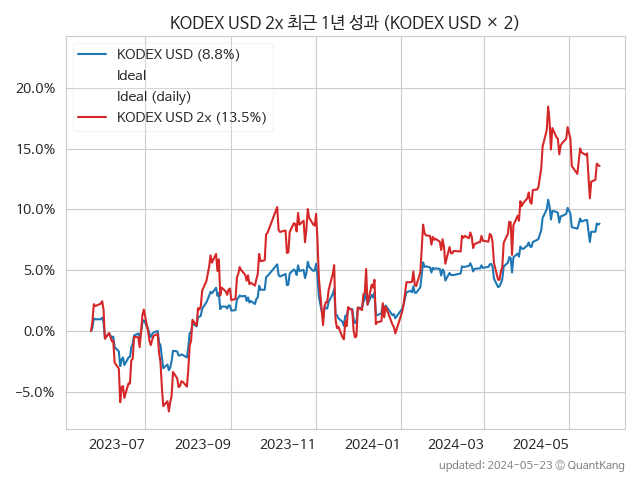 KODEX USD 2x 최근 1년 성과 (KODEX USD × 2)
KODEX USD (8.8%)
Ideal
Ideal (daily)
KODEX USD 2x (13.5%)
20.0%
15.0%
10.0%
5.0%
0.0%
−5.0%
2023-07
2023-09
2023-11
2024-01
2024-03
2024-05
updated: 2024-05-23 ⓒ QuantKang